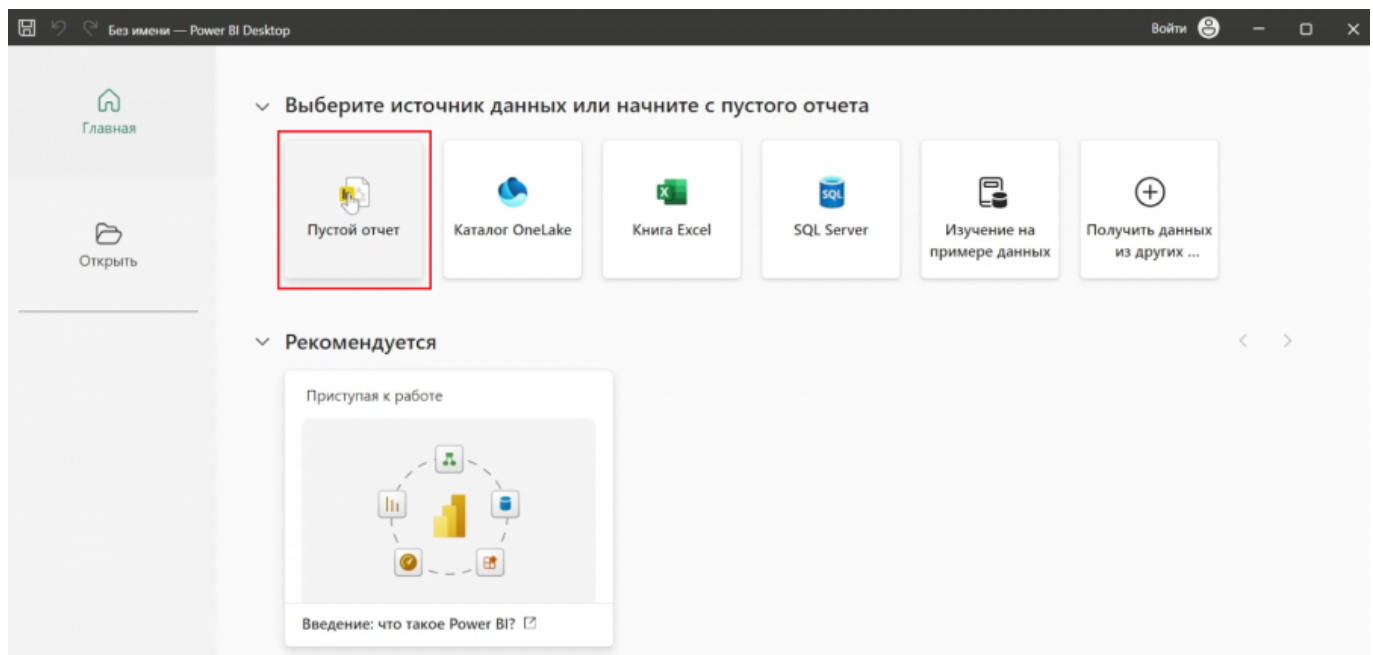 Без имени — Power BI Desktop
Войти
Главная
Открыть
Выберите источник данных или начните с пустого отчета
Пустой отчет
Каталог OneLake
Книга Excel
SQL
SQL Server
Изучение на
примере данных
Получить данных
из других ...
Рекомендуется
Приступая к работе
Введение: что такое Power BI?